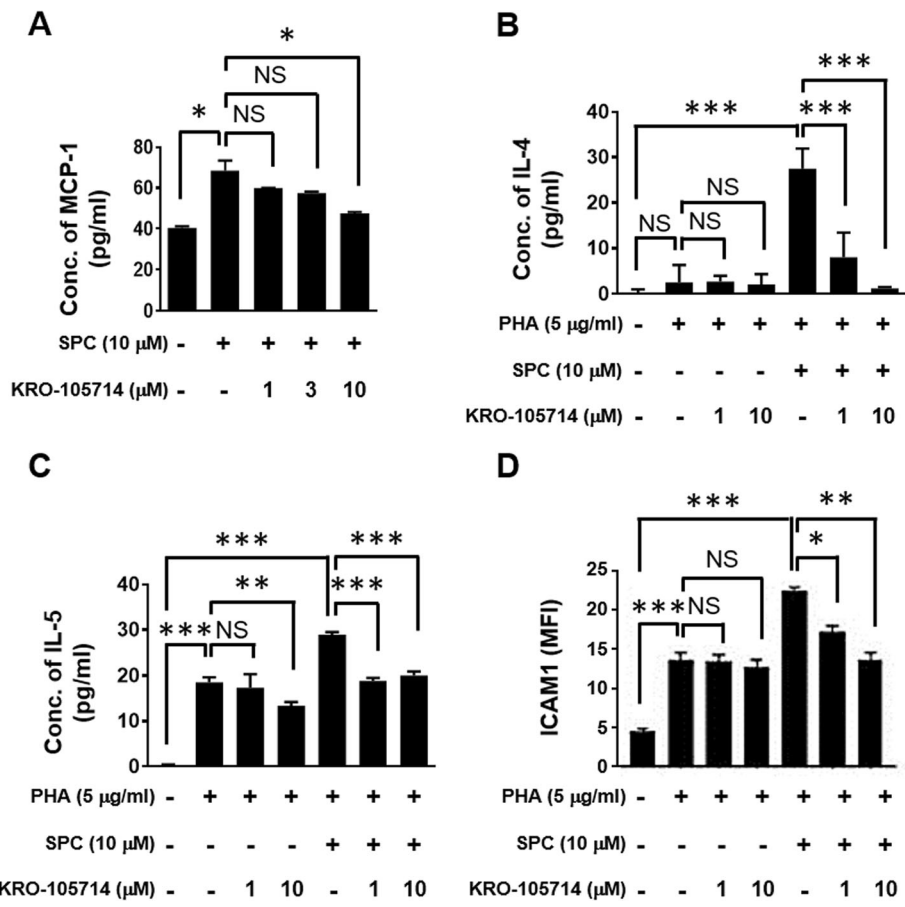 A
*
NS
* NS
Conc. of MCP-1
(pg/ml)
80
60
40
20
0
SPC (10 μM) - + + + +
KRO-105714 (μM) - - 1 3 10
B
***
*** ***
NS
NS NS
Conc. of IL-4
(pg/ml)
40
30
20
10
0
PHA (5 μg/ml) - + + + + + +
SPC (10 μM) - - - - + + +
KRO-105714 (μM) - - 1 10 - 1 10
C
*** ***
** ***
*** NS
Conc. of IL-5
(pg/ml)
40
30
20
10
0
PHA (5 μg/ml) - + + + + + +
SPC (10 μM) - - - - + + +
KRO-105714 (μM) - - 1 10 - 1 10
D
*** **
NS *
*** NS
ICAM1 (MFI)
25
20
15
10
5
0
PHA (5 μg/ml) - + + + + + +
SPC (10 μM) - - - - + + +
KRO-105714 (μM) - - 1 10 - 1 10